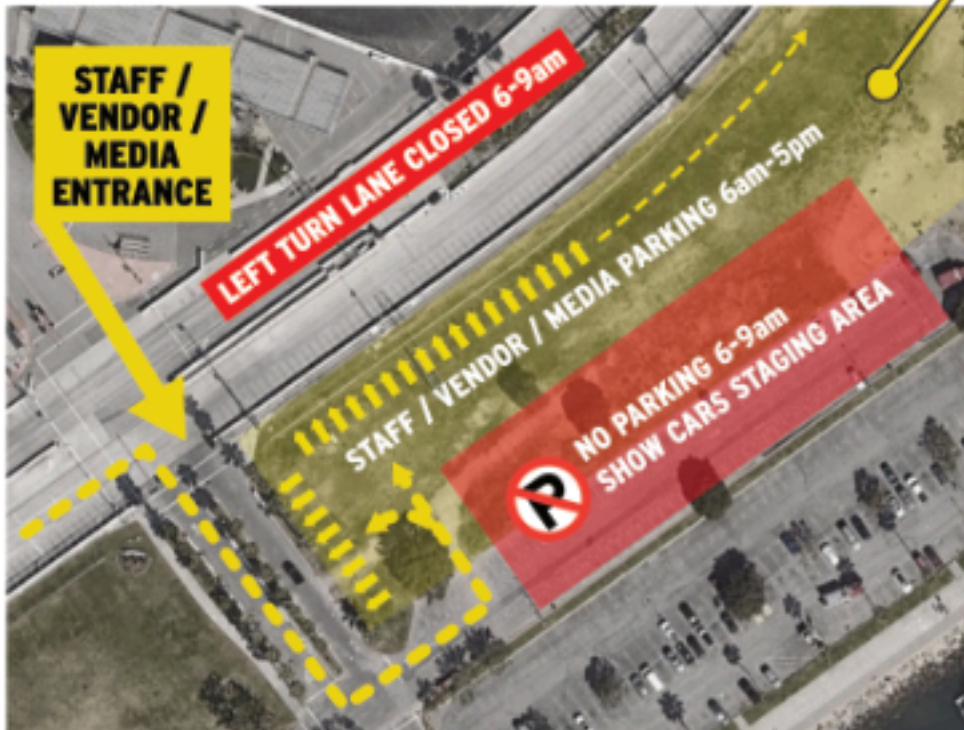 STAFF /
VENDOR /
MEDIA
ENTRANCE
LEFT TURN LANE CLOSED 6-9am
STAFF / VENDOR / MEDIA PARKING 6am-5pm
NO PARKING 6-9am
SHOW CARS STAGING AREA
P